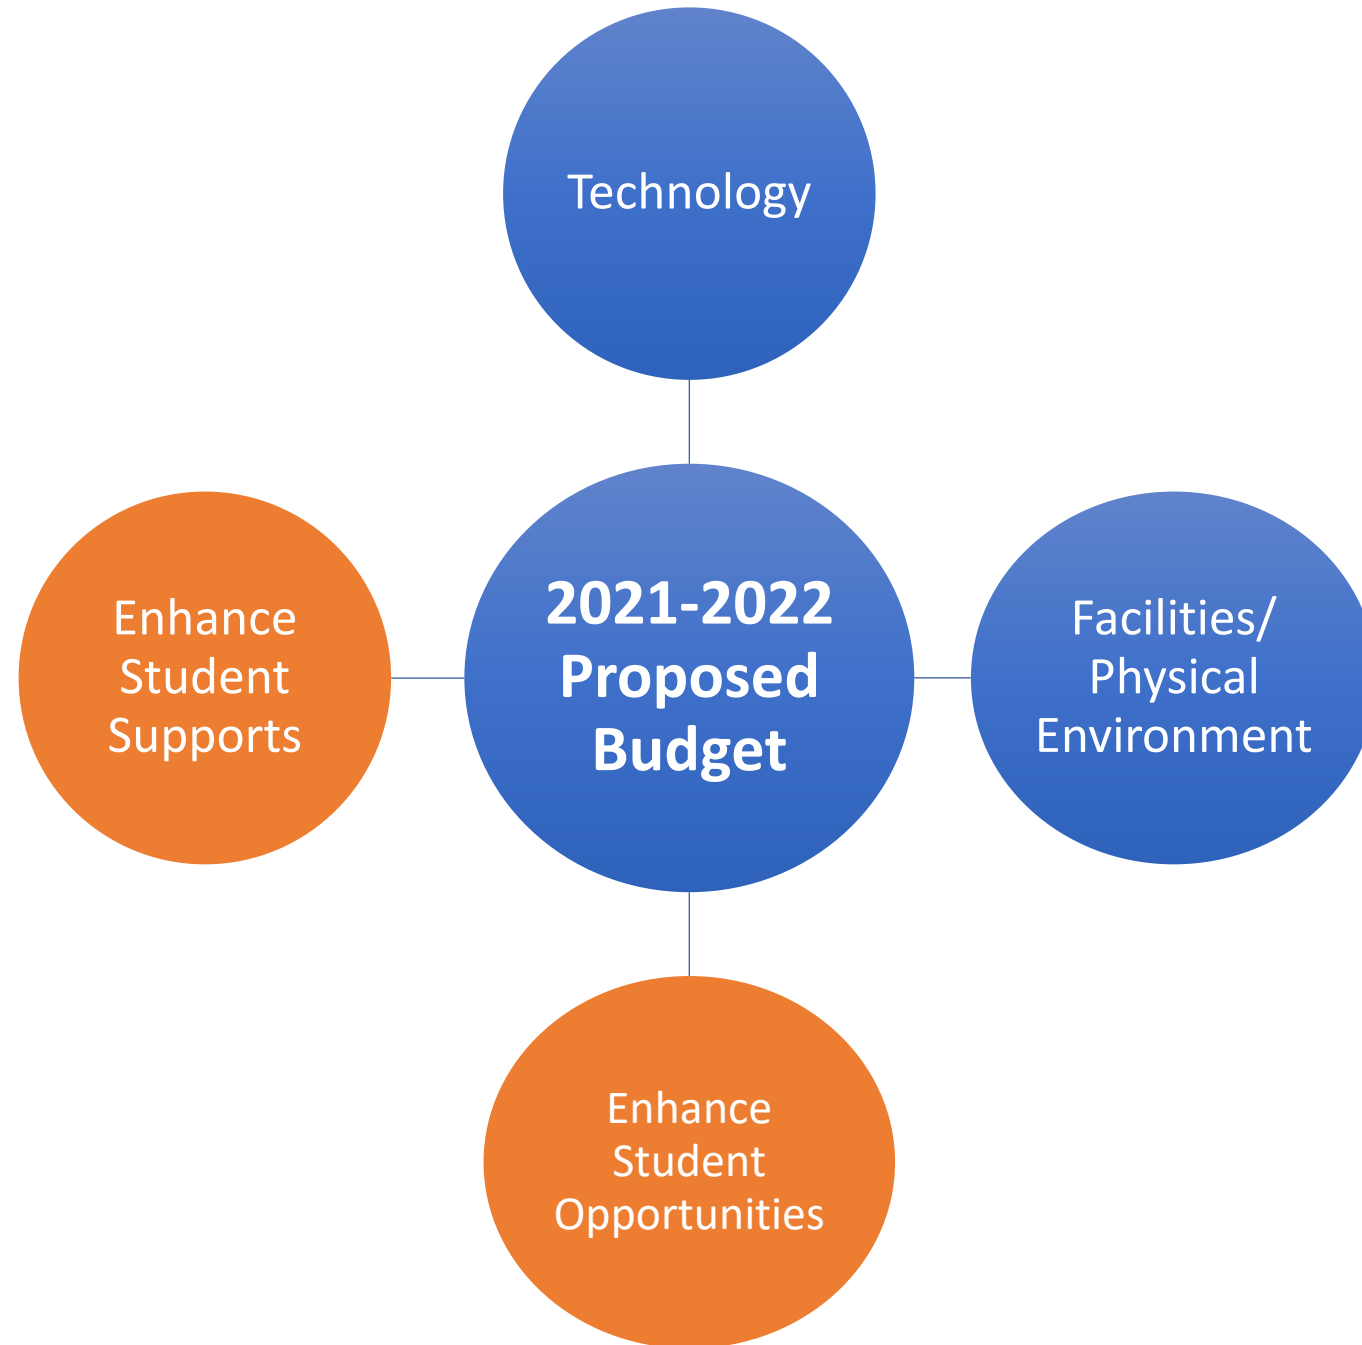 Technology
Enhance
Student
Supports
2021-2022
Proposed
Budget
Facilities/
Physical
Environment
Enhance
Student
Opportunities